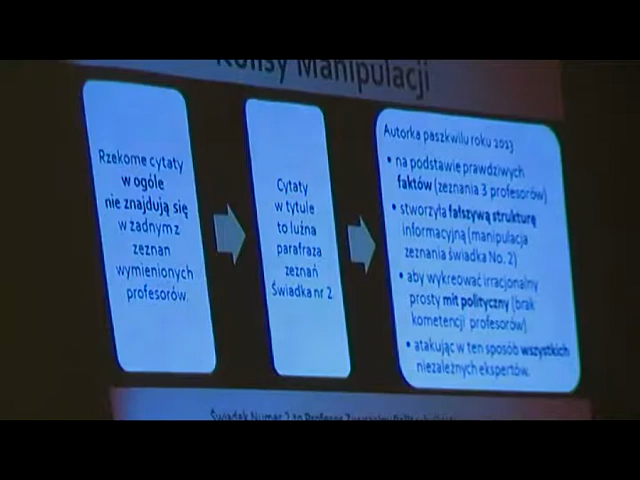 Kulisy Manipulacji
Rzekome cytaty
w ogóle
nie znajdują się
w żadnym z
zeznan
wymienionych
profesorów.
Cytaty
w tytule
to luźna
parafraza
zeznań
Świadka nr 2
Autorka paszkwilu roku 2013
• na podstawie prawdziwych
faktów (zeznania 3 profesorów)
• stworzyła fałszywą strukturę
informacyjną (manipulacja
zeznania świadka No. 2)
• aby wykreować irracjonalny
prosty mit polityczny (brak
kometencji profesorów)
• atakując w ten sposób wszystkich
niezależnych ekspertów.
Świadek Numer 2 to Profesor